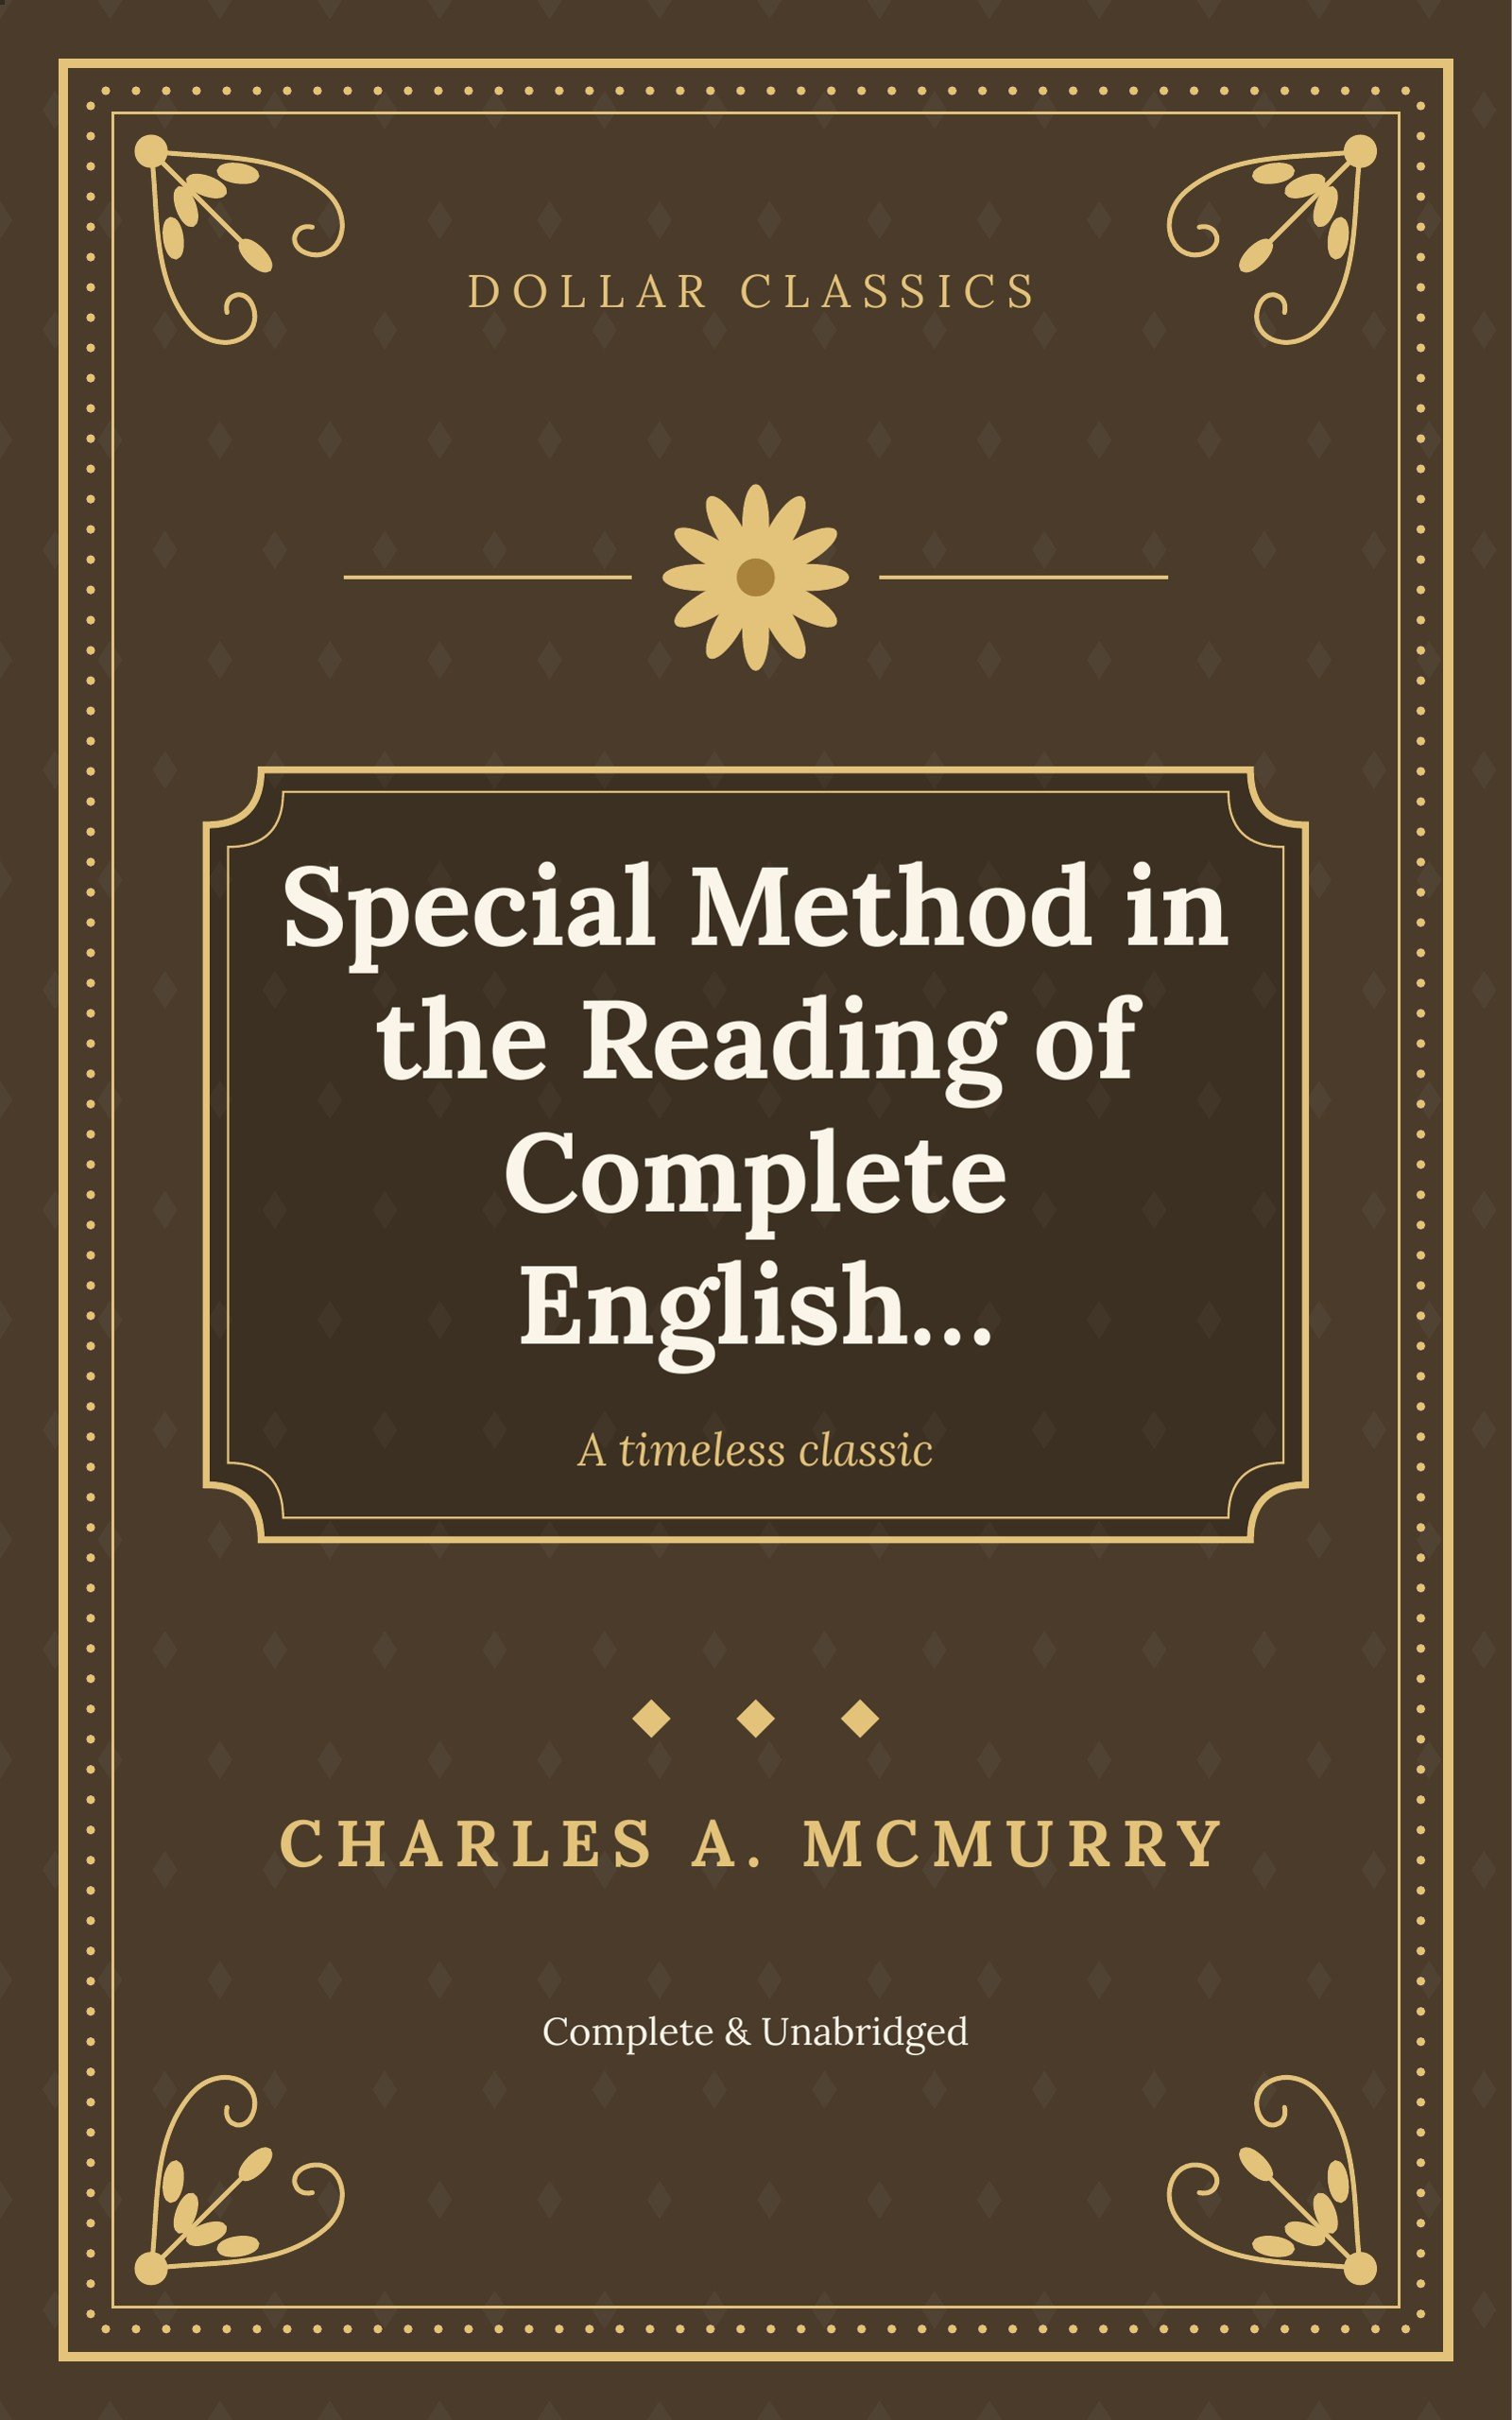 DOLLAR CLASSICS
Special Method in
the Reading of
Complete
English...
A timeless classic
CHARLES A. MCMURRY
Complete & Unabridged